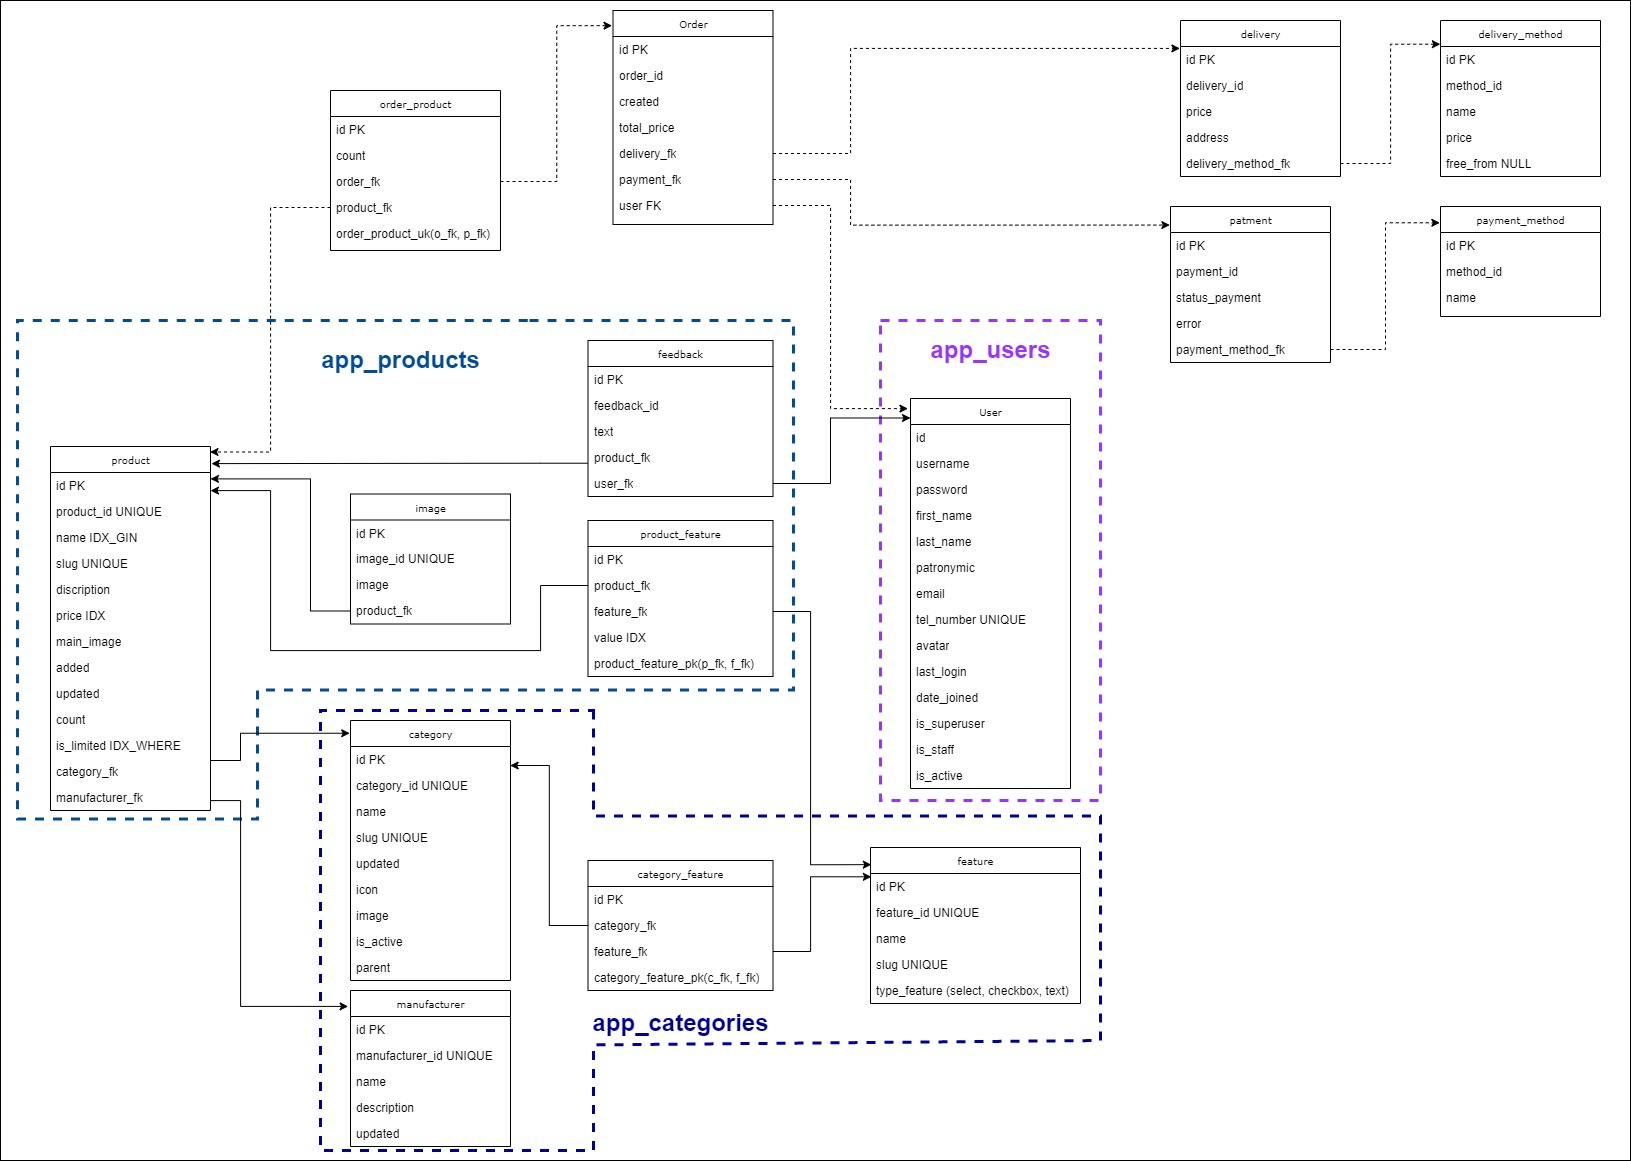 Order
id PK
order_id
created
total_price
delivery_fk
payment_fk
user FK
delivery
id PK
delivery_id
price
address
delivery_method_fk
delivery_method
id PK
method_id
name
price
free_from NULL
order_product
id PK
count
order_fk
product_fk
order_product_uk(o_fk, p_fk)
patment
id PK
payment_id
status_payment
error
payment_method_fk
payment_method
id PK
method_id
name
app_products
feedback
id PK
feedback_id
text
product_fk
user_fk
app_users
User
id
username
password
first_name
last_name
patronymic
email
tel_number UNIQUE
avatar
last_login
date_joined
is_superuser
is_staff
is_active
product
id PK
product_id UNIQUE
name IDX_GIN
slug UNIQUE
discription
price IDX
main_image
added
updated
count
is_limited IDX_WHERE
category_fk
manufacturer_fk
image
id PK
image_id UNIQUE
image
product_fk
product_feature
id PK
product_fk
feature_fk
value IDX
product_feature_pk(p_fk, f_fk)
category
id PK
category_id UNIQUE
name
slug UNIQUE
updated
icon
image
is_active
parent
category_feature
id PK
category_fk
feature_fk
category_feature_pk(c_fk, f_fk)
feature
id PK
feature_id UNIQUE
name
slug UNIQUE
type_feature (select, checkbox, text)
app_categories
manufacturer
id PK
manufacturer_id UNIQUE
name
description
updated